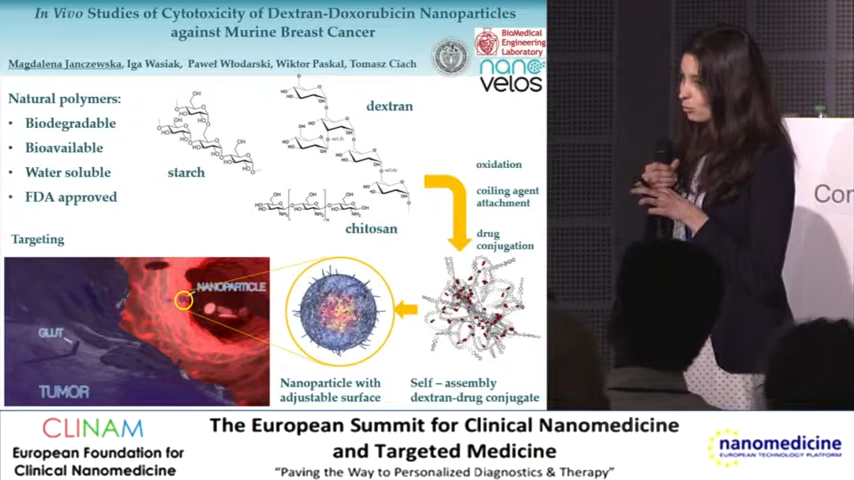 In Vivo Studies of Cytotoxicity of Dextran-Doxorubicin Nanoparticles
against Murine Breast Cancer
Magdalena Janczewska, Iga Wasiak, Paweł Włodarski, Wiktor Paskal, Tomasz Ciach
BioMedical
Engineering
Laboratory
nano
velos
Natural polymers:
• Biodegradable
• Bioavailable
• Water soluble
• FDA approved
starch
dextran
chitosan
oxidation
coiling agent
attachment
drug
conjugation
Targeting
NANOPARTICLE
GLUT
TUMOR
Nanoparticle with
adjustable surface
Self – assembly
dextran-drug conjugate
Con
CLINAM
European Foundation for
Clinical Nanomedicine
The European Summit for Clinical Nanomedicine
and Targeted Medicine
"Paving the Way to Personalized Diagnostics & Therapy"
nanomedicine
EUROPEAN TECHNOLOGY PLATFORM